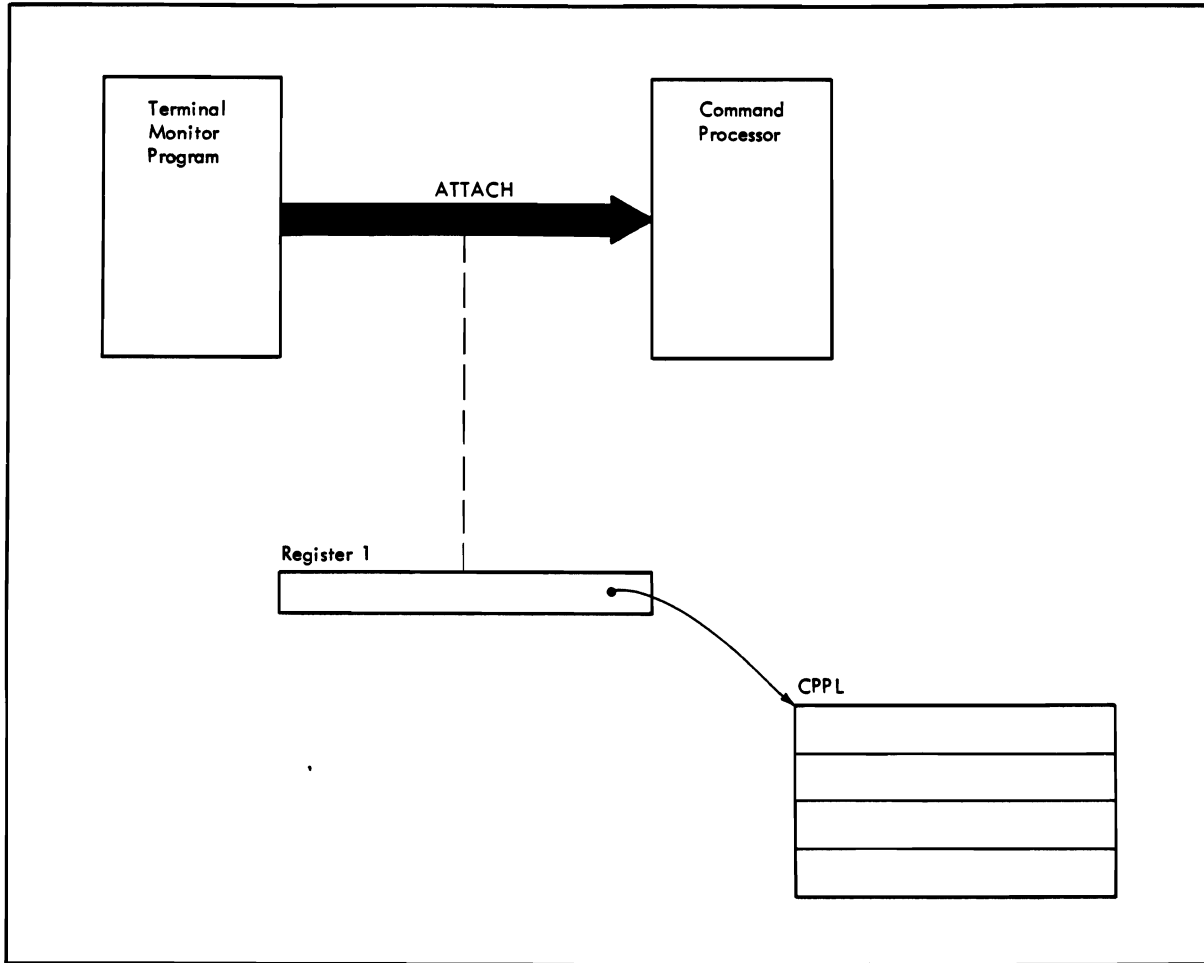 Terminal
Monitor
Program
Command
Processor
ATTACH
Register 1
CPPL